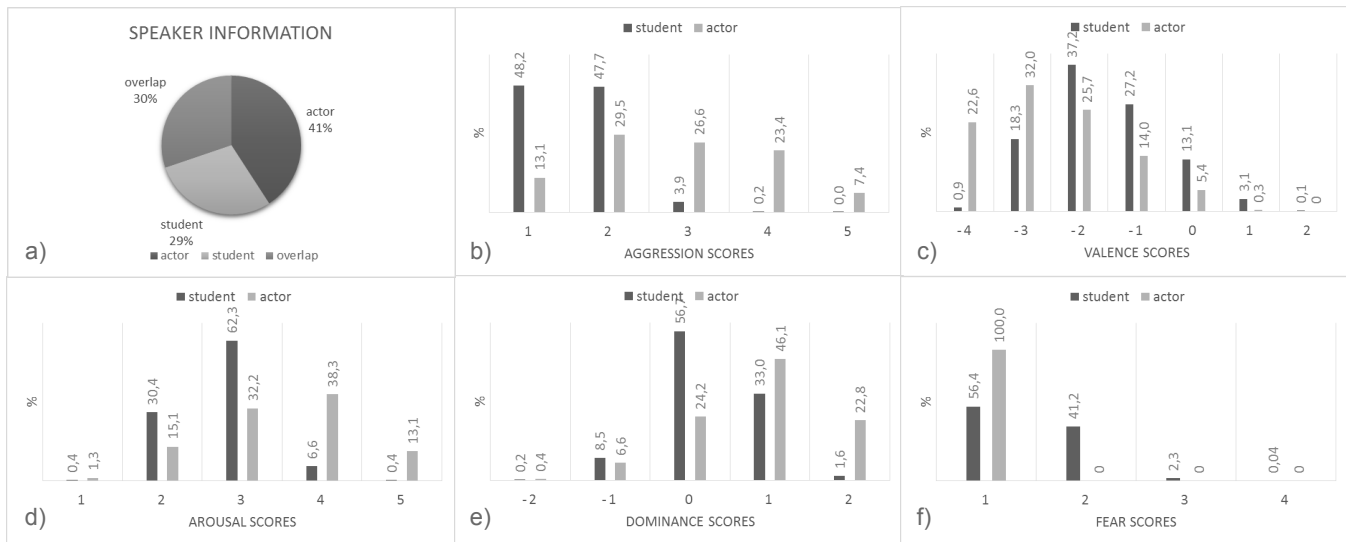 SPEAKER INFORMATION
overlap
30%
actor
41%
student
29%
actor student overlap
a)
student actor
%
48,2 13,1 47,7 29,5 3,9 26,6 0,2 23,4 0,0 7,4
1 2 3 4 5
AGGRESSION SCORES
b)
student actor
%
0,9 22,6 18,3 32,0 37,2 25,7 27,2 14,0 13,1 5,4 3,1 0,3 0,1 0
-4 -3 -2 -1 0 1 2
VALENCE SCORES
c)
student actor
%
0,4 1,3 30,4 15,1 62,3 32,2 6,6 38,3 0,4 13,1
1 2 3 4 5
AROUSAL SCORES
d)
student actor
%
0,2 0,4 8,5 6,6 56,7 24,2 33,0 46,1 1,6 22,8
-2 -1 0 1 2
DOMINANCE SCORES
e)
student actor
%
56,4 100,0 41,2 0 2,3 0 0,04 0
1 2 3 4
FEAR SCORES
f)